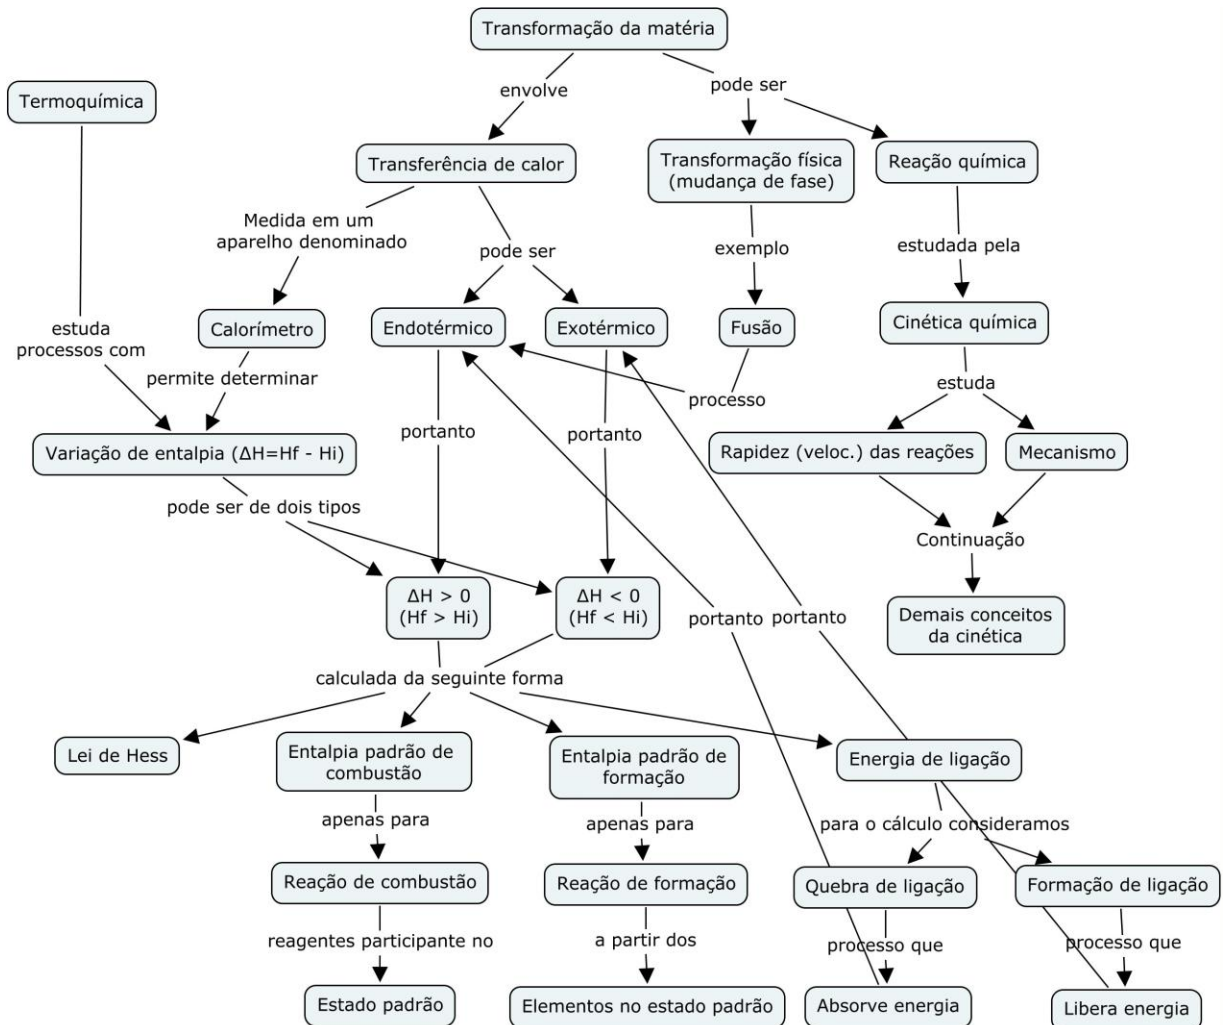 Transformação da matéria
Termoquímica
envolve
pode ser
Transferência de calor
Transformação física
(mudança de fase)
Reação química
Medida em um
aparelho denominado
pode ser
exemplo
estudada pela
estuda
processos com
Calorímetro
Endotérmico
Exotérmico
Fusão
Cinética química
permite determinar
processo
estuda
portanto
portanto
Variação de entalpia (ΔH=Hf - Hi)
Rapidez (veloc.) das reações
Mecanismo
pode ser de dois tipos
Continuação
ΔH > 0
(Hf > Hi)
ΔH < 0
(Hf < Hi)
portanto
portanto
Demais conceitos
da cinética
calculada da seguinte forma
Lei de Hess
Entalpia padrão de
combustão
Entalpia padrão de
formação
Energia de ligação
apenas para
apenas para
para o cálculo consideramos
Reação de combustão
Reação de formação
Quebra de ligação
Formação de ligação
reagentes participante no
a partir dos
processo que
processo que
Estado padrão
Elementos no estado padrão
Absorve energia
Libera energia